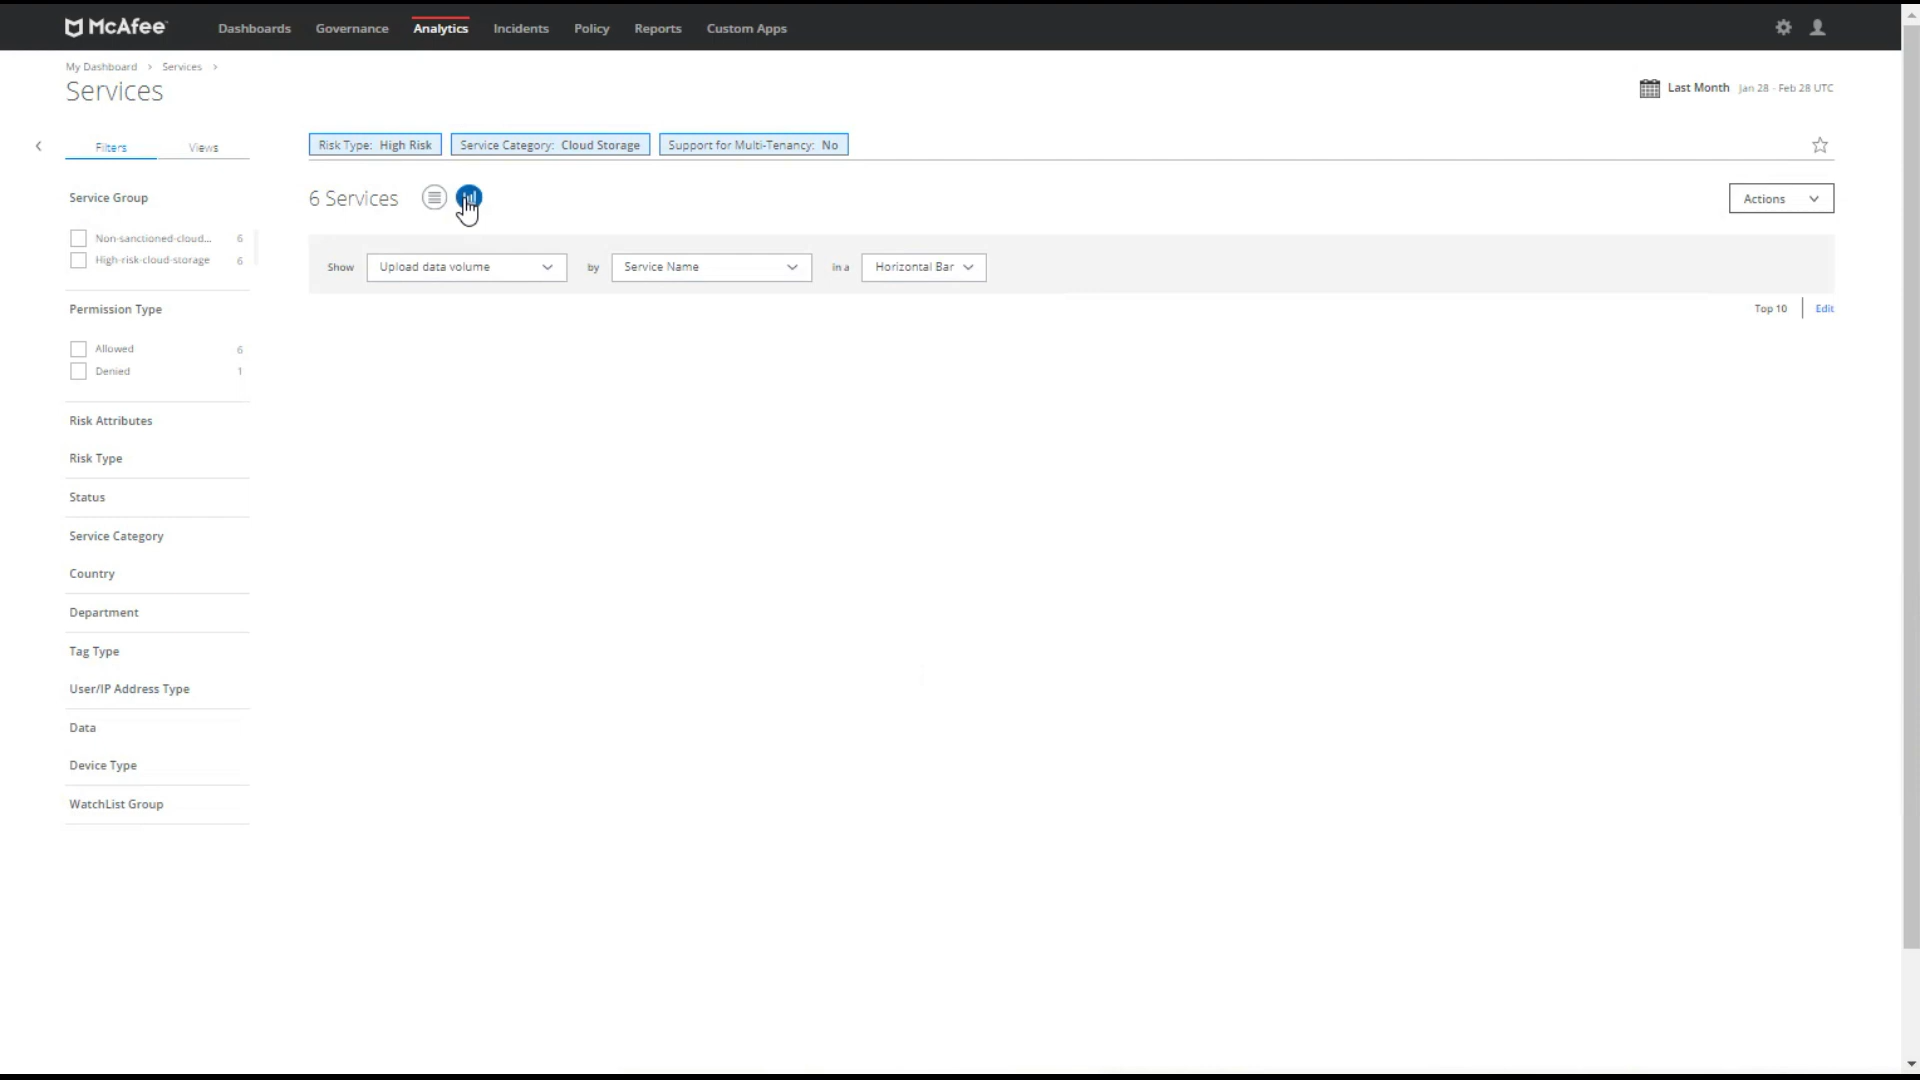 McAfee Dashboards Governance Analytics Incidents Policy Reports Custom Apps
My Dashboard > Services >
Services
Last Month Jan 28 - Feb 28 UTC
Filters Views
Risk Type: High Risk Service Category: Cloud Storage Support for Multi-Tenancy: No
Service Group
6 Services
Actions
Non-sanctioned-cloud... 6
High-risk-cloud-storage 6
Show Upload data volume by Service Name in a Horizontal Bar
Top 10 Edit
Permission Type
Allowed 6
Denied 1
Risk Attributes
Risk Type
Status
Service Category
Country
Department
Tag Type
User/IP Address Type
Data
Device Type
WatchList Group